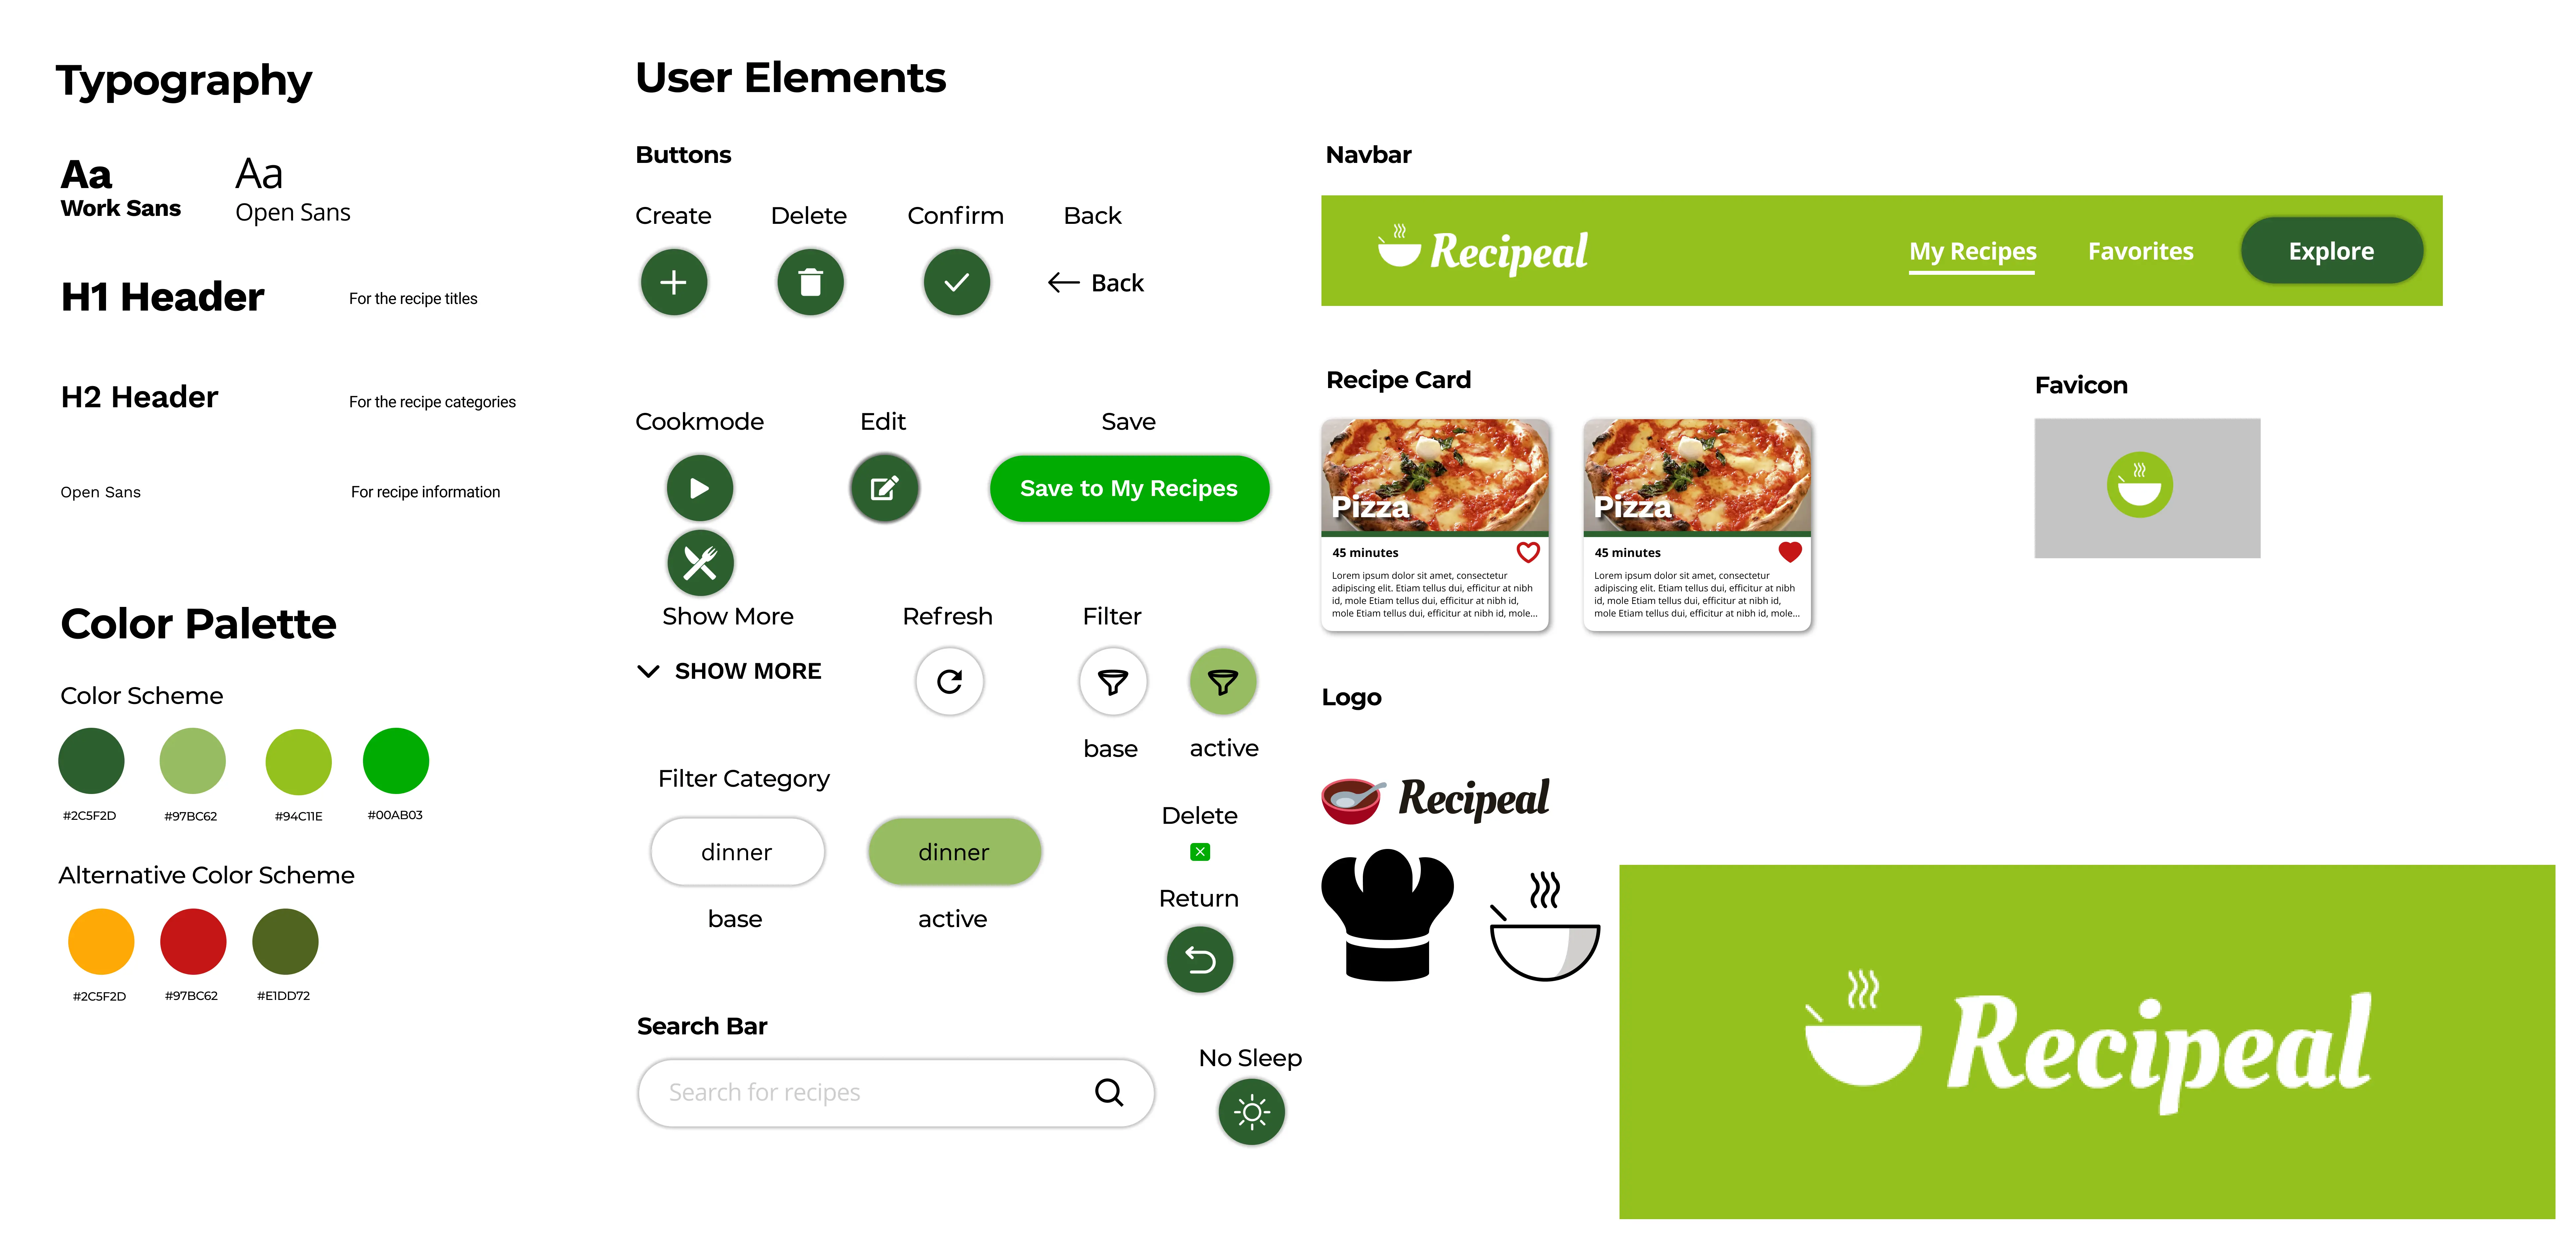 Typography
Aa
Work Sans
Aa
Open Sans
H1 Header
For the recipe titles
H2 Header
For the recipe categories
Open Sans
For recipe information
Color Palette
Color Scheme
#2C5F2D
#97BC62
#94C11E
#00AB03
Alternative Color Scheme
#2C5F2D
#97BC62
#E1DD72
User Elements
Buttons
Create
Delete
Confirm
Back
Back
Cookmode
Edit
Save
Save to My Recipes
Show More
Refresh
Filter
SHOW MORE
base
active
Filter Category
dinner
dinner
base
active
Delete
Return
Search Bar
Search for recipes
No Sleep
Navbar
Recipeal
My Recipes
Favorites
Explore
Recipe Card
Pizza
45 minutes
Lorem ipsum dolor sit amet, consectetur
adipiscing elit. Etiam tellus dui, efficitur at nibh
id, mole Etiam tellus dui, efficitur at nibh id,
mole Etiam tellus dui, efficitur at nibh id, mole...
Pizza
45 minutes
Lorem ipsum dolor sit amet, consectetur
adipiscing elit. Etiam tellus dui, efficitur at nibh
id, mole Etiam tellus dui, efficitur at nibh id,
mole Etiam tellus dui, efficitur at nibh id, mole...
Favicon
Logo
Recipeal
Recipeal